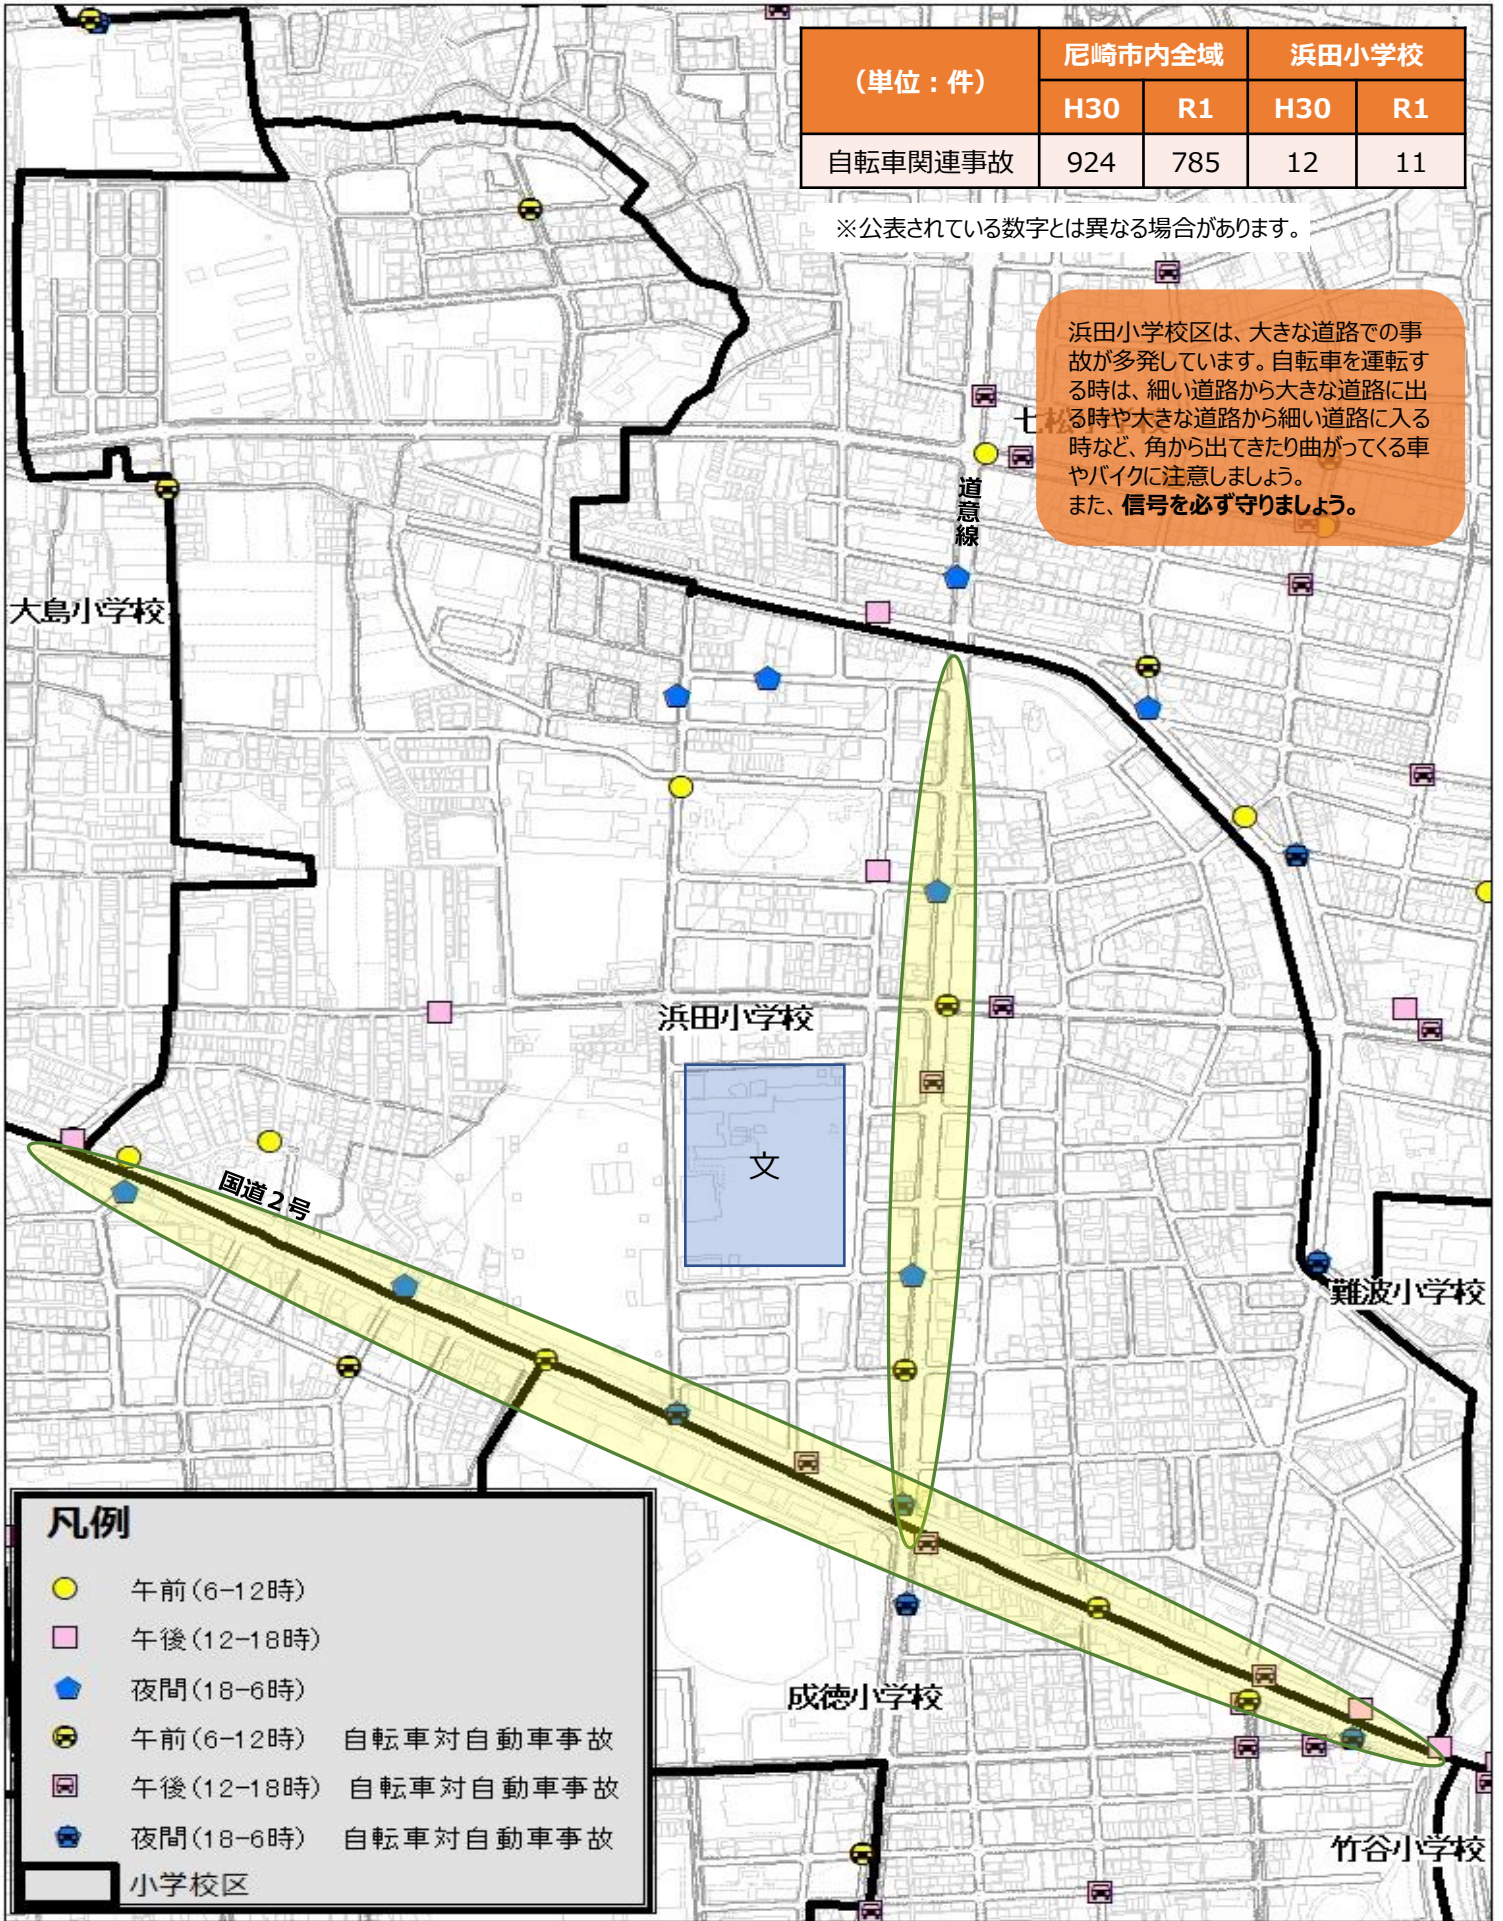 （単位：件）
尼崎市内全域 浜田小学校
H30 R1 H30 R1
自転車関連事故 924 785 12 11
※公表されている数字とは異なる場合があります。
浜田小学校区は、大きな道路での事
故が多発しています。自転車を運転す
る時は、細い道路から大きな道路に出
る時や大きな道路から細い道路に入る
時など、角から出てきたり曲がってくる車
やバイクに注意しましょう。
また、信号を必ず守りましょう。
七松小学校
道意線
大島小学校
浜田小学校
文
国道２号
難波小学校
成徳小学校
竹谷小学校
凡例
午前(6-12時)
午後(12-18時)
夜間(18-6時)
午前(6-12時) 自転車対自動車事故
午後(12-18時) 自転車対自動車事故
夜間(18-6時) 自転車対自動車事故
小学校区